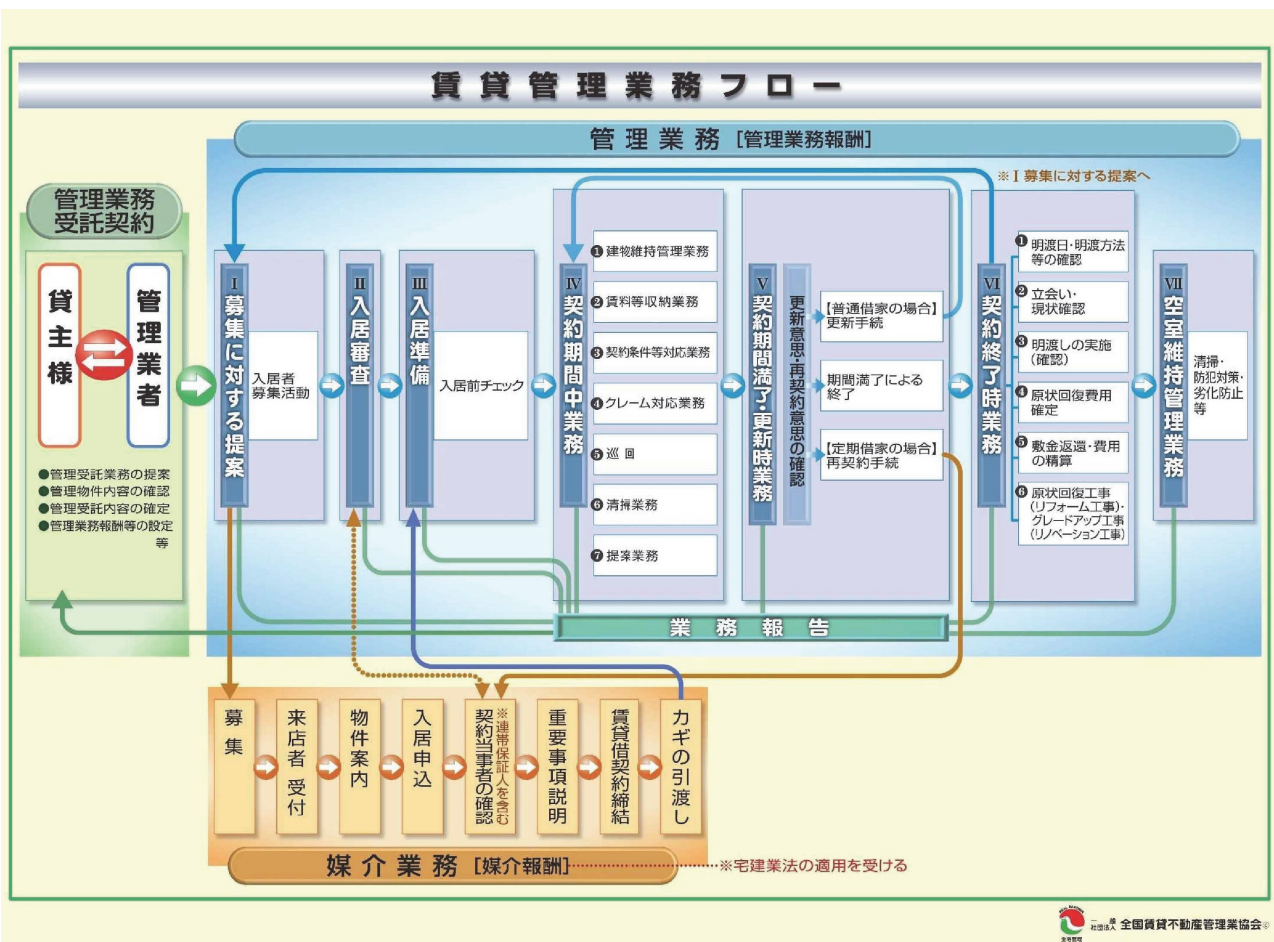 賃貸管理業務フロー
管理業務［管理業務報酬］
※Ⅰ募集に対する提案へ
管理業務
受託契約
貸主様
管理業者
●管理受託業務の提案
●管理物件内容の確認
●管理受託内容の確定
●管理業務報酬等の設定
等
Ⅰ募集に対する提案
入居者
募集活動
Ⅱ入居審査
Ⅲ入居準備
入居前チェック
Ⅳ契約期間中業務
❶建物維持管理業務
❷賃料等収納業務
❸契約条件等対応業務
❹クレーム対応業務
❺巡回
❻清掃業務
❼提案業務
Ⅴ契約期間満了・更新時業務
更新意思・再契約意思の確認
【普通借家の場合】
更新手続
期間満了による
終了
【定期借家の場合】
再契約手続
Ⅵ契約終了時業務
❶明渡日・明渡方法
等の確認
❷立会い・
現状確認
❸明渡しの実施
（確認）
❹原状回復費用
確定
❺敷金返還・費用
の精算
❻原状回復工事
（リフォーム工事）・
グレードアップ工事
（リノベーション工事）
Ⅶ空室維持管理業務
清掃・
防犯対策・
劣化防止
等
業務報告
募集
来店者 受付
物件案内
入居申込
※連帯保証人を含む
契約当事者の確認
重要事項説明
賃貸借契約締結
カギの引渡し
媒介業務［媒介報酬］
※宅建業法の適用を受ける
全宅管理
一般
社団法人 全国賃貸不動産管理業協会©